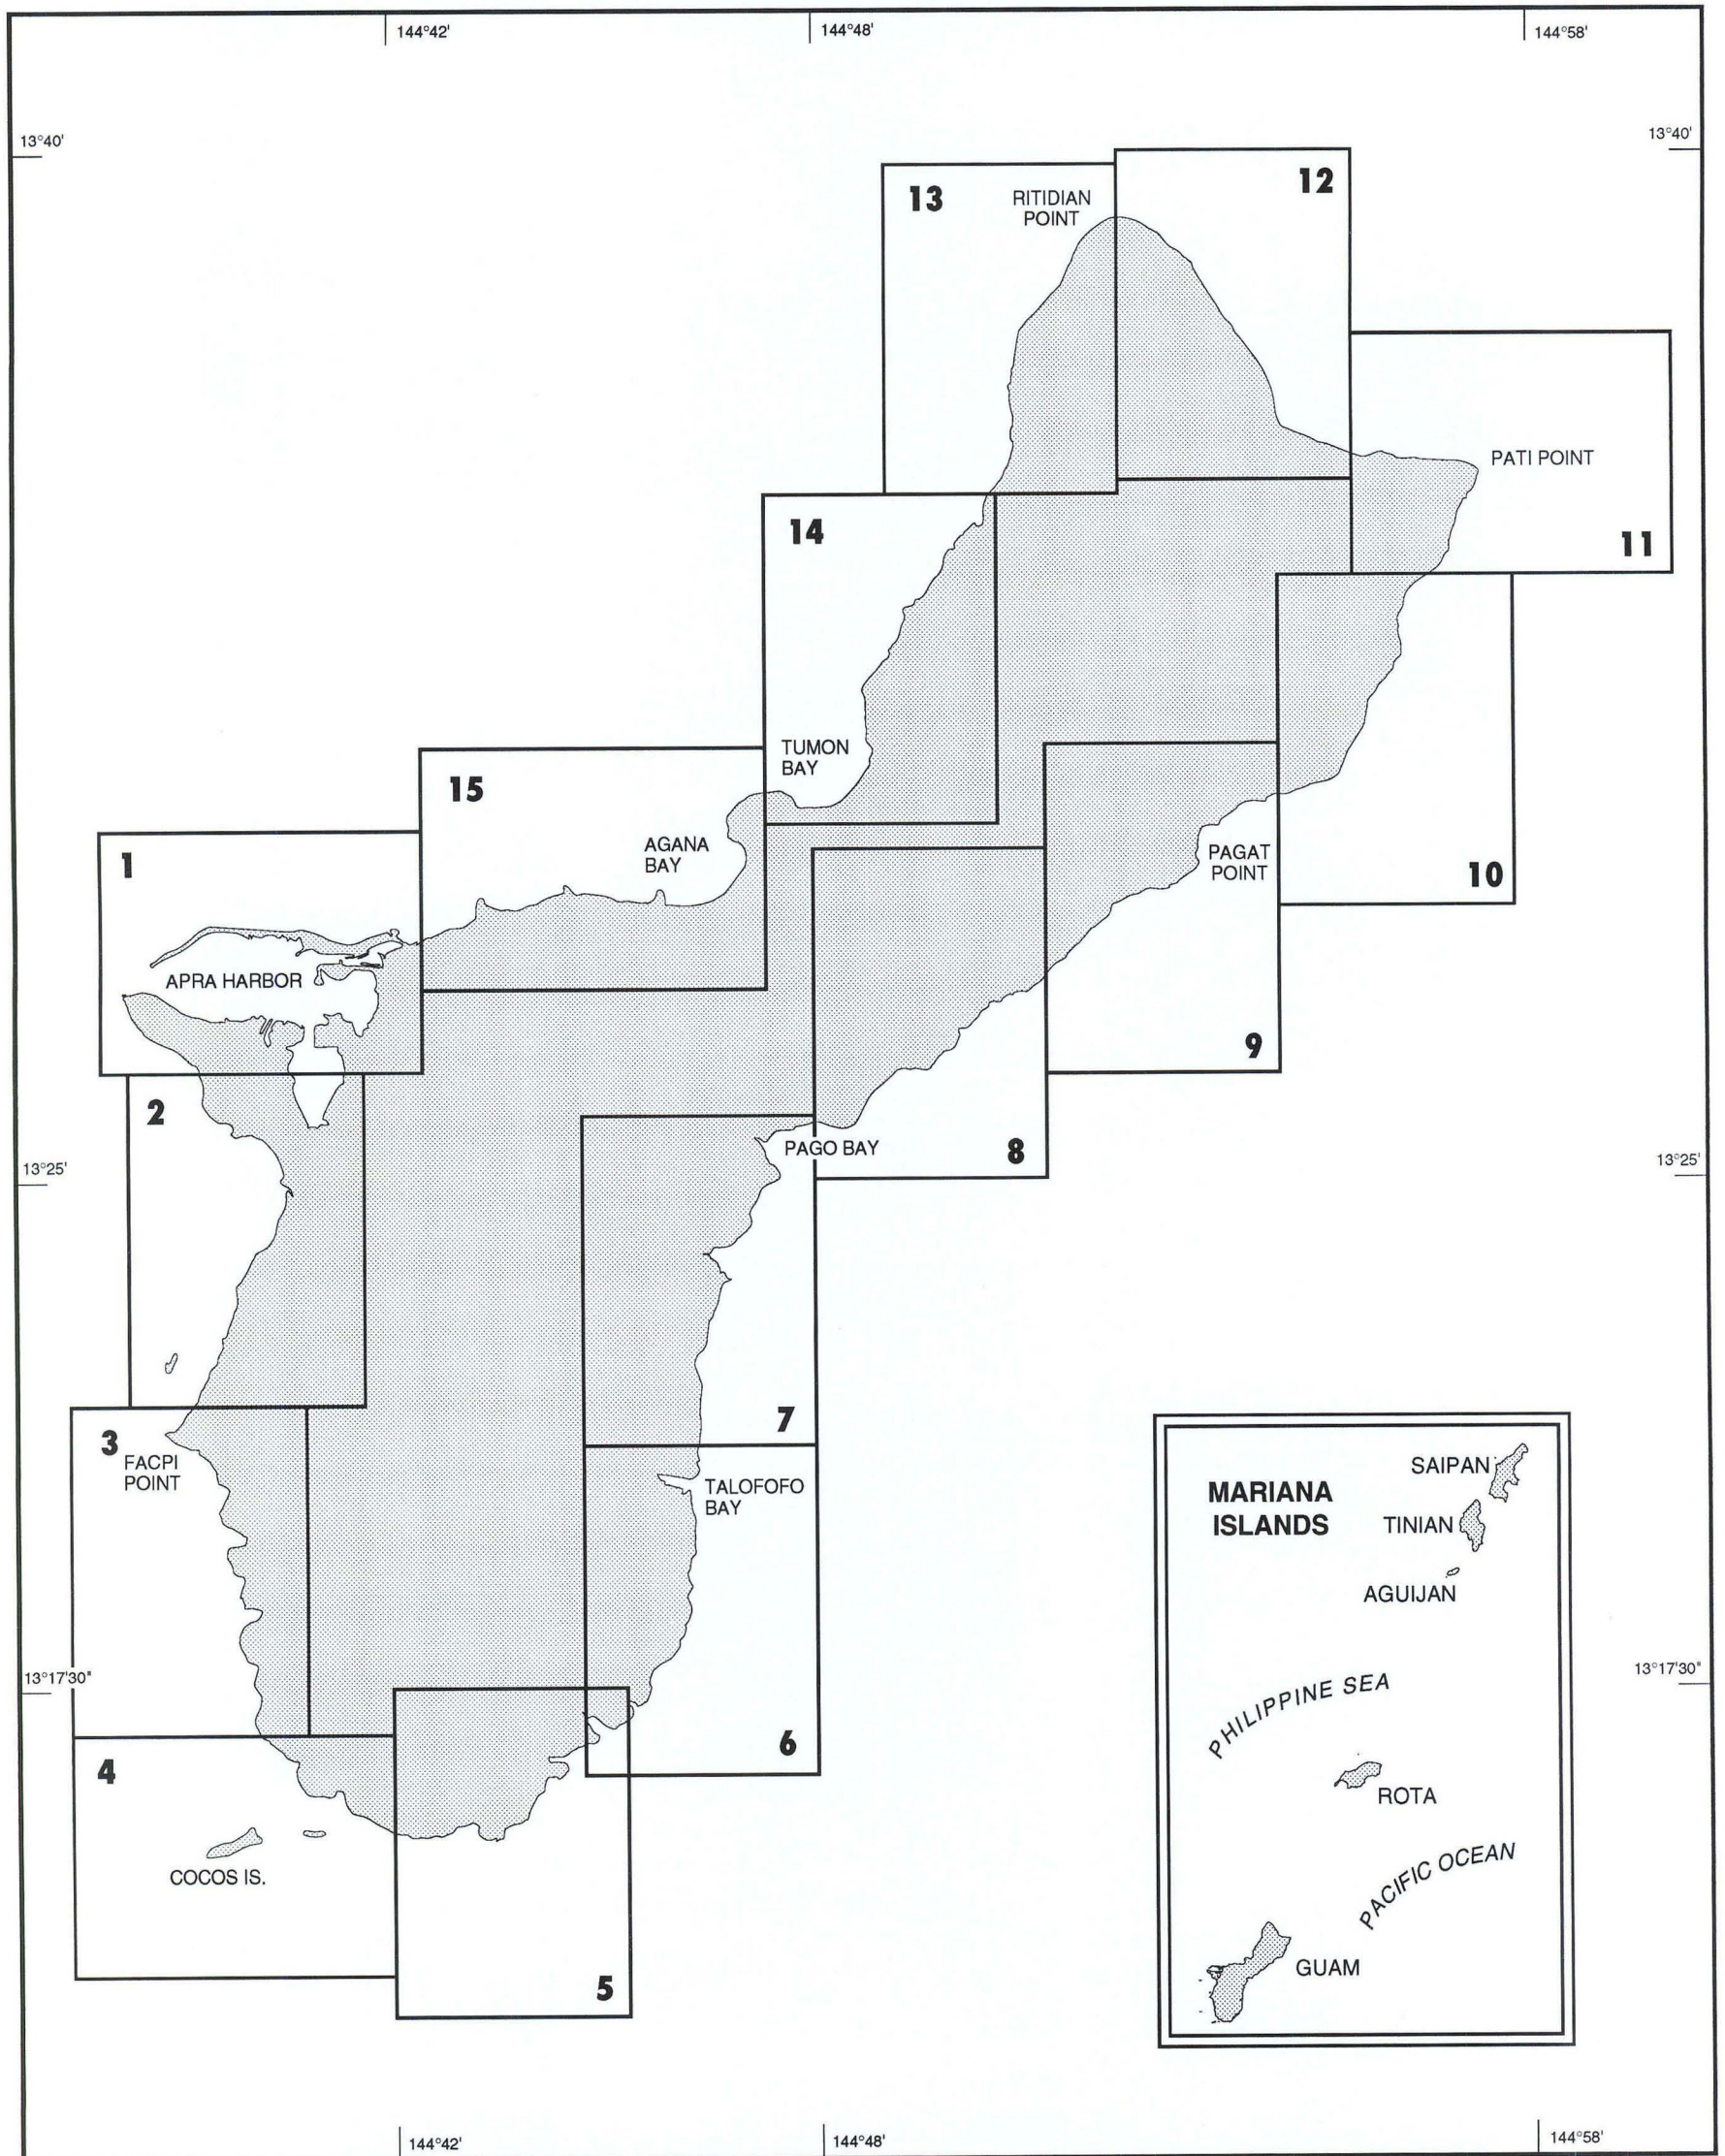 144°42'
144°48'
144°58'
13°40'
13°40'
13
RITIDIAN
POINT
12
PATI POINT
11
14
TUMON
BAY
15
AGANA
BAY
1
PAGAT
POINT
10
APRA HARBOR
9
2
PAGO BAY
8
13°25'
13°25'
7
3
FACPI
POINT
TALOFOFO
BAY
13°17'30"
13°17'30"
6
4
COCOS IS.
5
MARIANA
ISLANDS
SAIPAN
TINIAN
AGUIJAN
PHILIPPINE SEA
ROTA
PACIFIC OCEAN
GUAM
144°42'
144°48'
144°58'